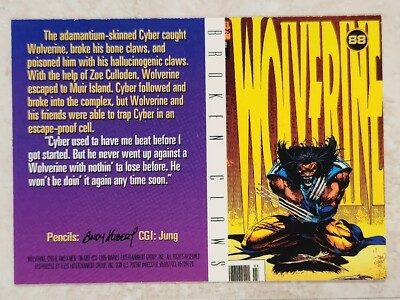 The adamantium-skinned Cyber caught
Wolverine, broke his bone claws, and
poisoned him with his hallucinogenic claws.
With the help of Zoe Culloden, Wolverine
escaped to Muir Island. Cyber followed and
broke into the complex, but Wolverine and
his friends were able to trap Cyber in an
escape-proof cell.
"Cyber used ta have me beat before I
got started. But he never went up against a
Wolverine with nothin' ta lose before. He
won't be doin' it again any time soon."
Pencils: Andy Kubert CGI: Jung
BROKEN CLAWS
88
WOLVERINE